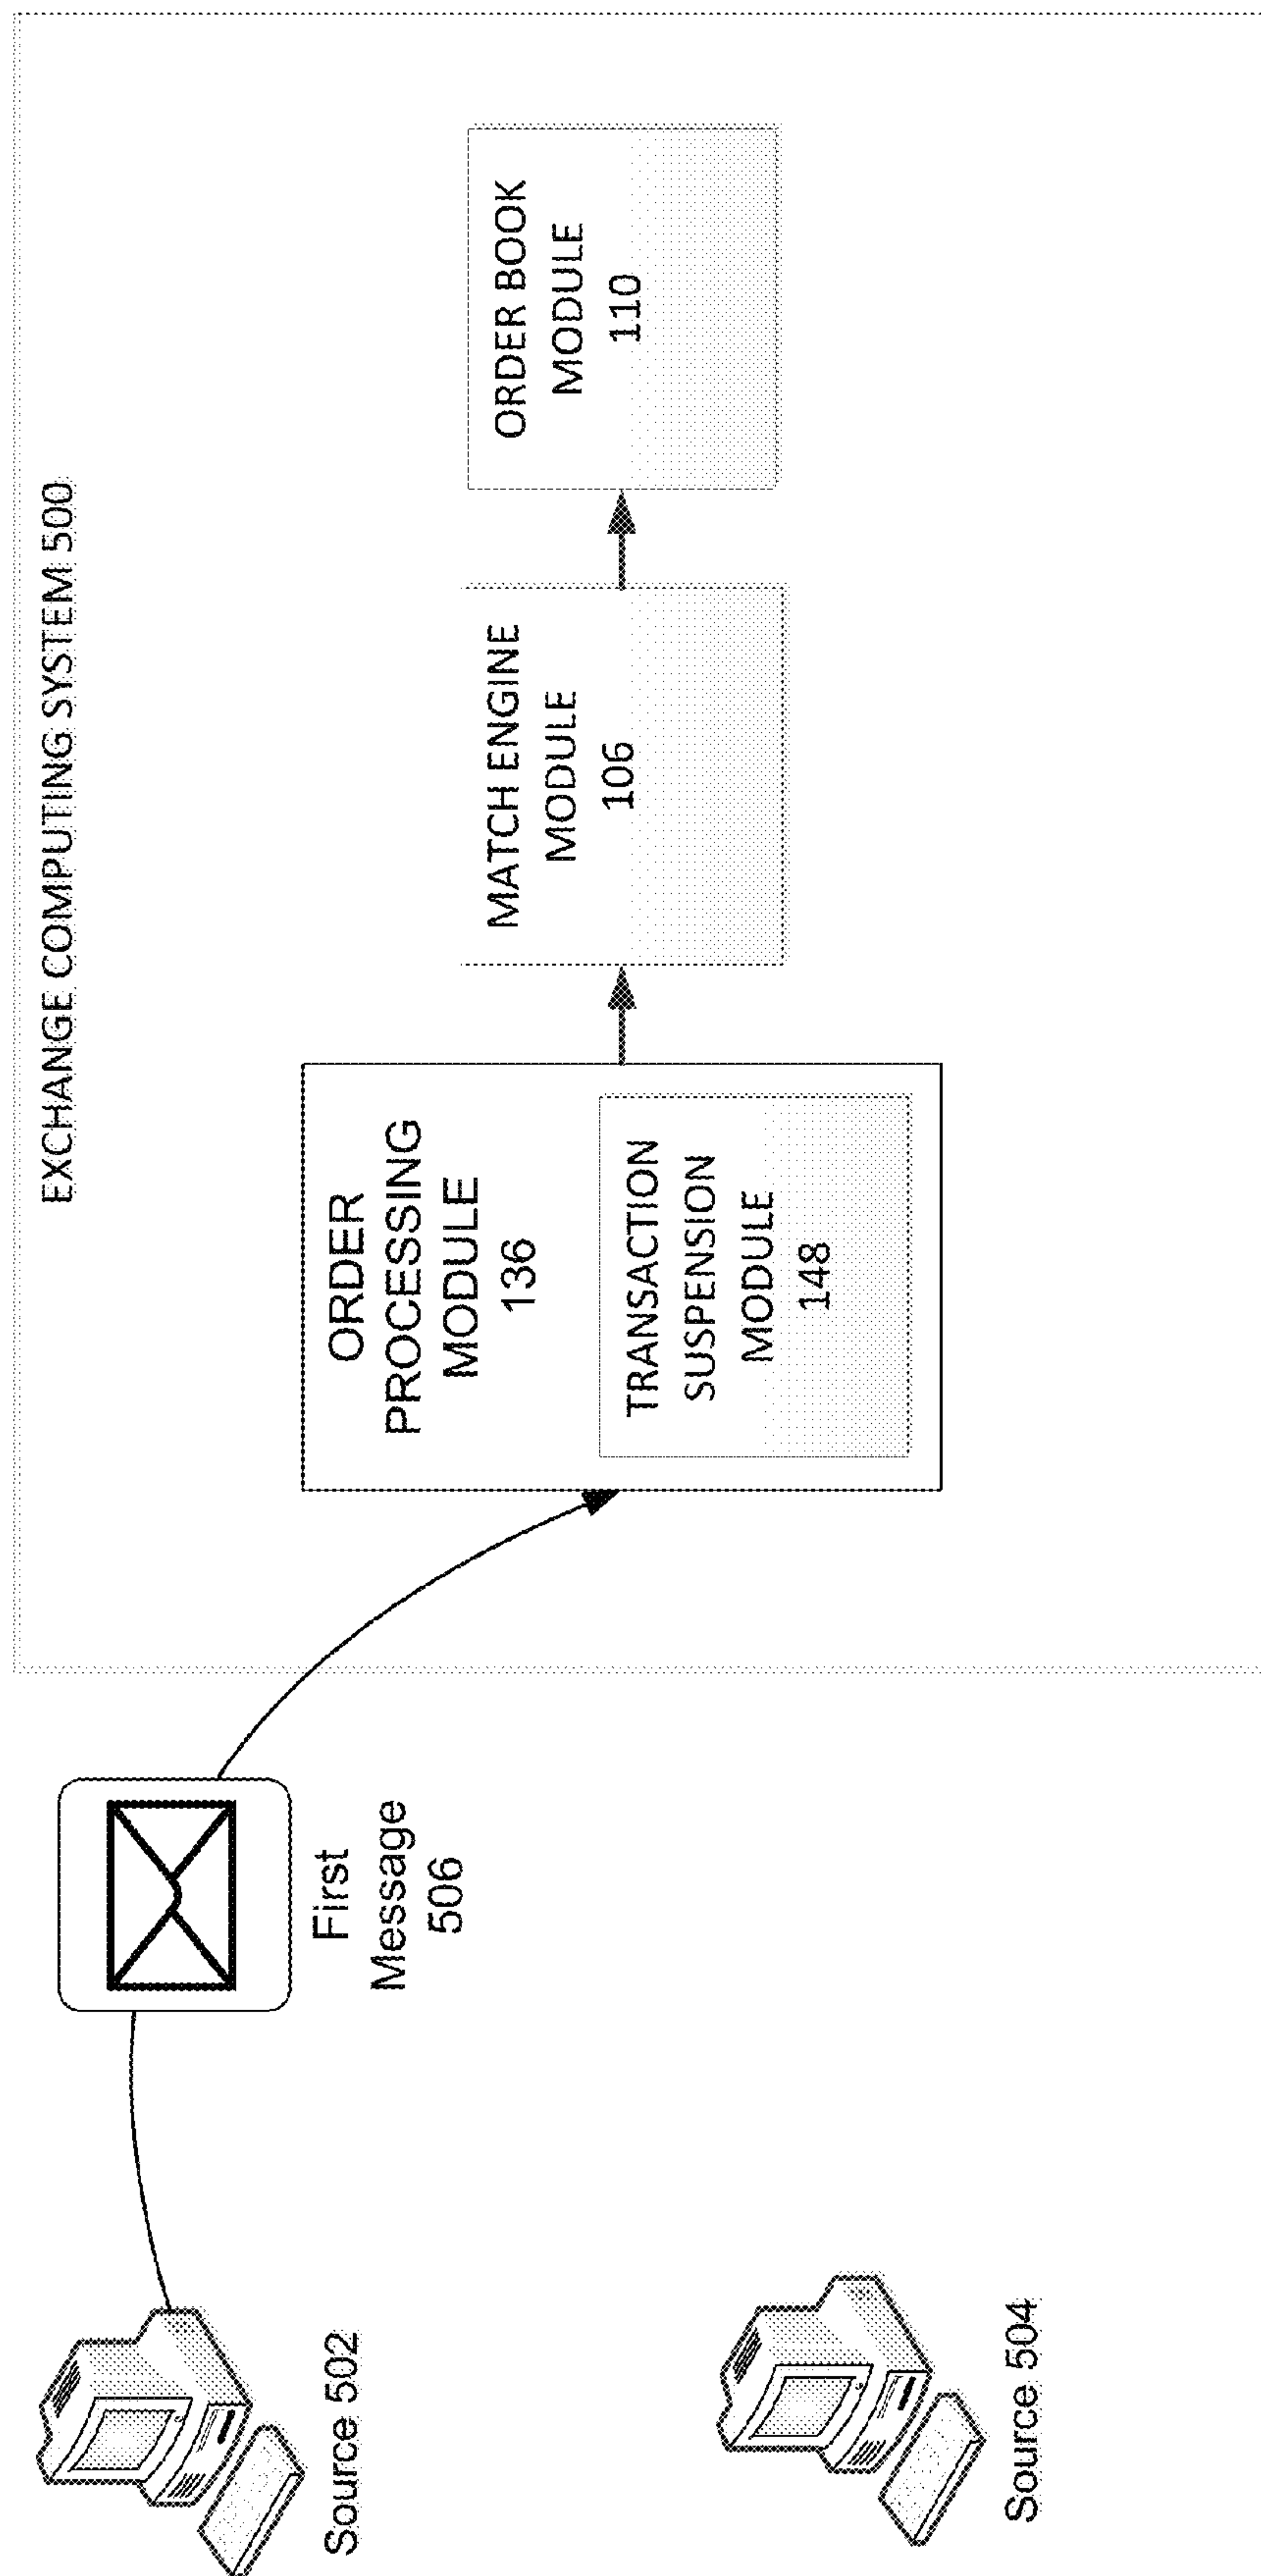 EXCHANGE COMPUTING SYSTEM 500
Source 502
First
Message
506
ORDER
PROCESSING
MODULE
136
TRANSACTION
SUSPENSION
MODULE
148
MATCH ENGINE
MODULE
106
ORDER BOOK
MODULE
110
Source 504